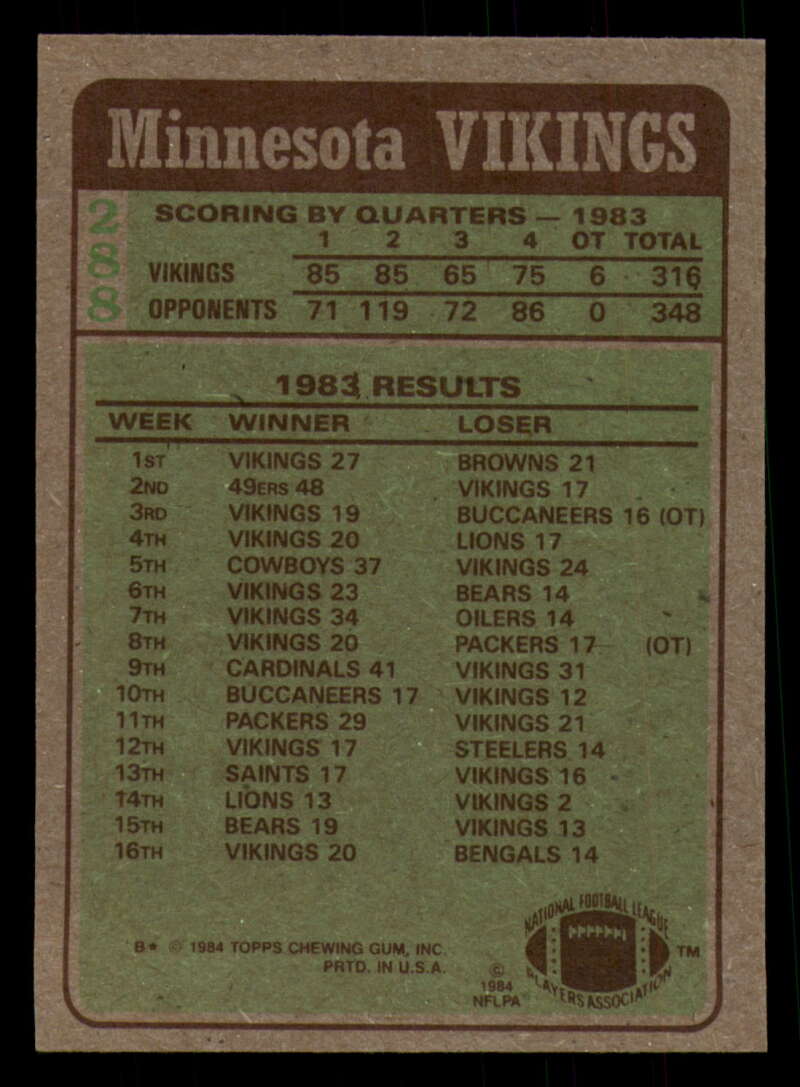 Minnesota VIKINGS
288
SCORING BY QUARTERS — 1983
1 2 3 4 OT TOTAL
VIKINGS 85 85 65 75 6 316
OPPONENTS 71 119 72 86 0 348
1983 RESULTS
WEEK WINNER LOSER
1ST VIKINGS 27 BROWNS 21
2ND 49ERS 48 VIKINGS 17
3RD VIKINGS 19 BUCCANEERS 16 (OT)
4TH VIKINGS 20 LIONS 17
5TH COWBOYS 37 VIKINGS 24
6TH VIKINGS 23 BEARS 14
7TH VIKINGS 34 OILERS 14
8TH VIKINGS 20 PACKERS 17 (OT)
9TH CARDINALS 41 VIKINGS 31
10TH BUCCANEERS 17 VIKINGS 12
11TH PACKERS 29 VIKINGS 21
12TH VIKINGS 17 STEELERS 14
13TH SAINTS 17 VIKINGS 16
14TH LIONS 13 VIKINGS 2
15TH BEARS 19 VIKINGS 13
16TH VIKINGS 20 BENGALS 14
B* © 1984 TOPPS CHEWING GUM, INC.
PRTD. IN U.S.A.
© 1984 NFLPA
NATIONAL FOOTBALL LEAGUE
PLAYERS ASSOCIATION
TM